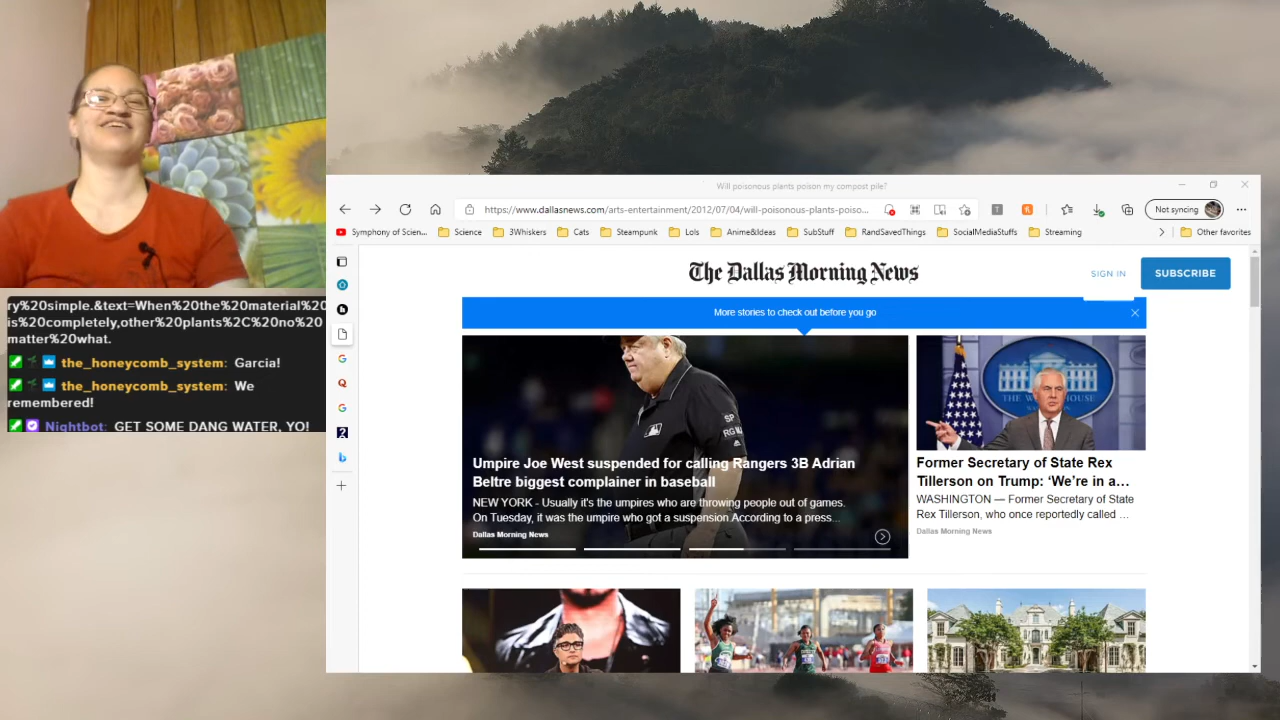 ry%20simple.&text=When%20the%20material%20
is%20completely,other%20plants%2C%20no%20
matter%20what.
the_honeycomb_system: Garcia!
the_honeycomb_system: We
remembered!
Nightbot: GET SOME DANG WATER, YO!
Will poisonous plants poison my compost pile?
https://www.dallasnews.com/arts-entertainment/2012/07/04/will-poisonous-plants-poiso...
Not syncing
Symphony of Scien...
Science
3Whiskers
Cats
Steampunk
Lols
Anime&Ideas
SubStuff
RandSavedThings
SocialMediaStuffs
Streaming
Other favorites
The Dallas Morning News
SIGN IN
SUBSCRIBE
More stories to check out before you go
SP
RGM
Umpire Joe West suspended for calling Rangers 3B Adrian
Beltre biggest complainer in baseball
NEW YORK - Usually it's the umpires who are throwing people out of games.
On Tuesday, it was the umpire who got a suspension.According to a press...
Dallas Morning News
THE WHITE HOUSE
Former Secretary of State Rex
Tillerson on Trump: ‘We’re in a...
WASHINGTON — Former Secretary of State
Rex Tillerson, who once reportedly called ...
Dallas Morning News